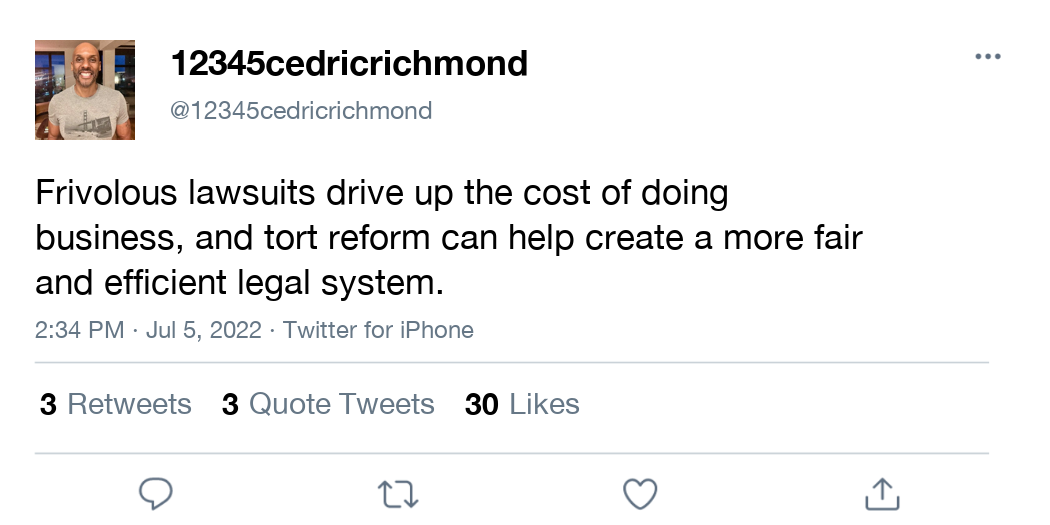 12345cedricrichmond
@12345cedricrichmond
Frivolous lawsuits drive up the cost of doing
business, and tort reform can help create a more fair
and efficient legal system.
2:34 PM · Jul 5, 2022 · Twitter for iPhone
3 Retweets 3 Quote Tweets 30 Likes